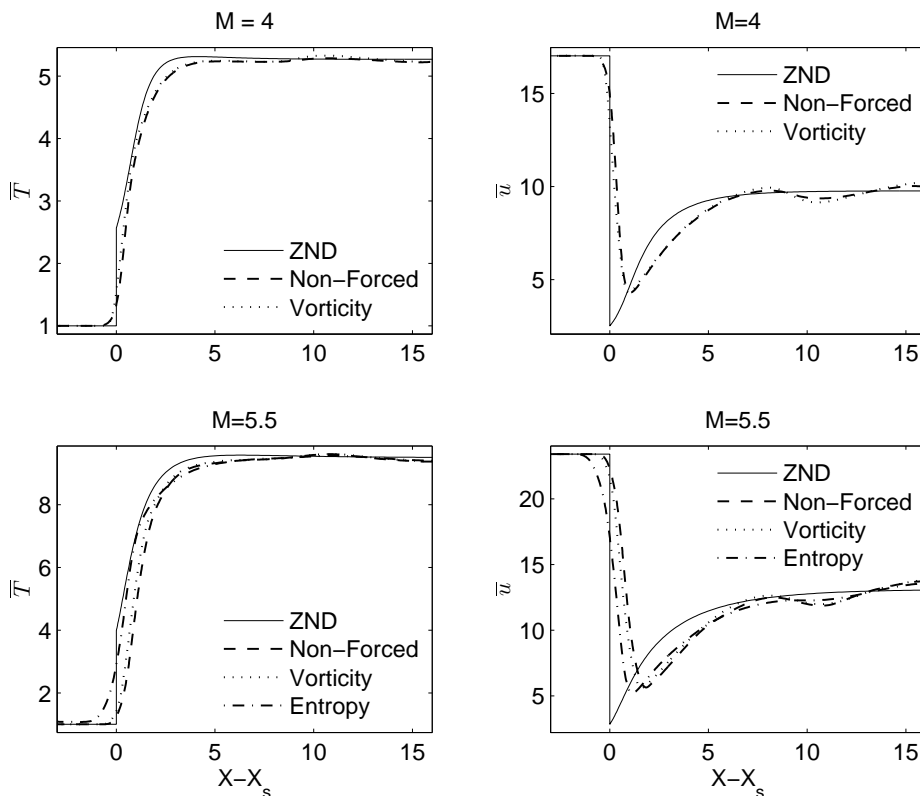 M = 4
5
4
3
2
1
T
0
5
10
15
ZND
Non-Forced
Vorticity
M=4
15
10
5
u
0
5
10
15
ZND
Non-Forced
Vorticity
M=5.5
8
6
4
2
T
0
5
10
15
X-X_s
ZND
Non-Forced
Vorticity
Entropy
M=5.5
20
15
10
5
u
0
5
10
15
X-X_s
ZND
Non-Forced
Vorticity
Entropy